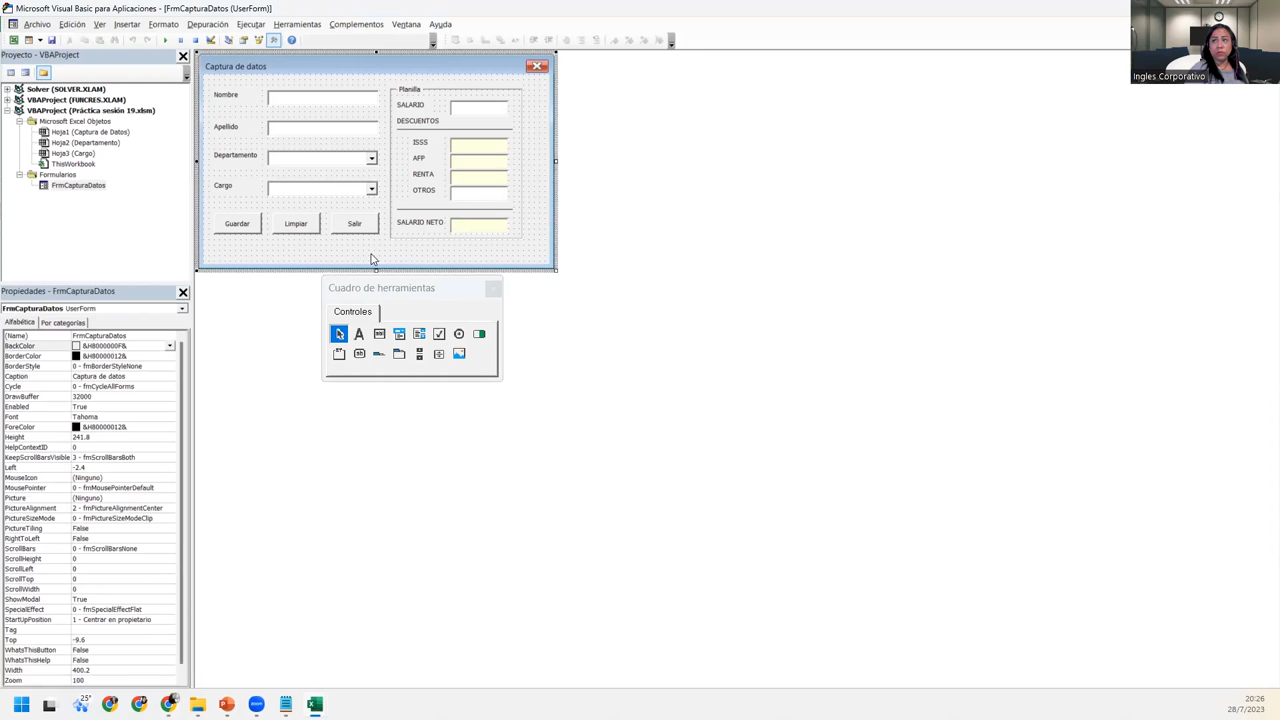 Microsoft Visual Basic para Aplicaciones - [FrmCapturaDatos (UserForm)]
Archivo Edición Ver Insertar Formato Depuración Ejecutar Herramientas Complementos Ventana Ayuda
Ingles Corporativo
Proyecto - VBAProject
Solver (SOLVER.XLAM)
VBAProject (FUNCRES.XLAM)
VBAProject (Práctica sesión 19.xlsm)
Microsoft Excel Objetos
Hoja1 (Captura de Datos)
Hoja2 (Departamento)
Hoja3 (Cargo)
ThisWorkbook
Formularios
FrmCapturaDatos
Captura de datos
Nombre
Apellido
Departamento
Cargo
Guardar Limpiar Salir
Planilla
SALARIO
DESCUENTOS
ISSS
AFP
RENTA
OTROS
SALARIO NETO
Cuadro de herramientas
Controles
Propiedades - FrmCapturaDatos
FrmCapturaDatos UserForm
Alfabética Por categorías
(Name) FrmCapturaDatos
BackColor &H8000000F&
BorderColor &H80000012&
BorderStyle 0 - fmBorderStyleNone
Caption Captura de datos
Cycle 0 - fmCycleAllForms
DrawBuffer 32000
Enabled True
Font Tahoma
ForeColor &H80000012&
Height 241.8
HelpContextID 0
KeepScrollBarsVisible 3 - fmScrollBarsBoth
Left -2.4
MouseIcon (Ninguno)
MousePointer 0 - fmMousePointerDefault
Picture (Ninguno)
PictureAlignment 2 - fmPictureAlignmentCenter
PictureSizeMode 0 - fmPictureSizeModeClip
PictureTiling False
RightToLeft False
ScrollBars 0 - fmScrollBarsNone
ScrollHeight 0
ScrollLeft 0
ScrollTop 0
ScrollWidth 0
ShowModal True
SpecialEffect 0 - fmSpecialEffectFlat
StartUpPosition 1 - Centrar en propietario
Tag
Top -9.6
WhatsThisButton False
WhatsThisHelp False
Width 400.2
Zoom 100
25°
20:26
28/7/2023